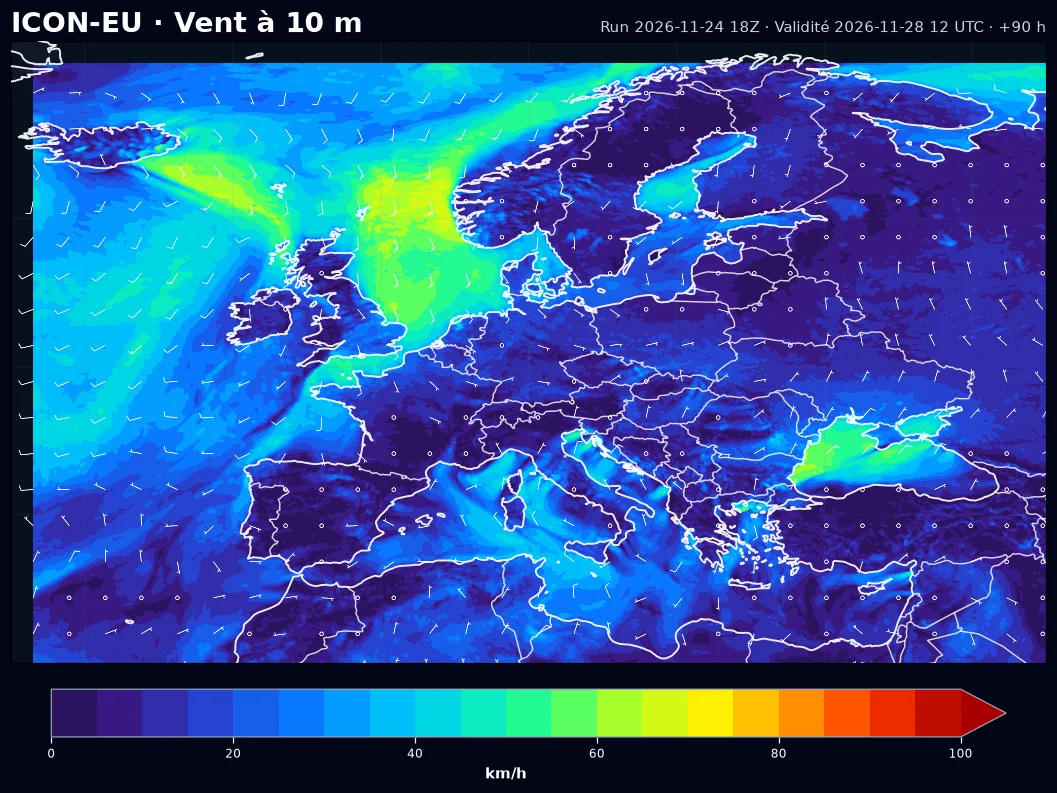 ICON-EU · Vent à 10 m
Run 2026-11-24 18Z · Validité 2026-11-28 12 UTC · +90 h
0 20 40 60 80 100
km/h